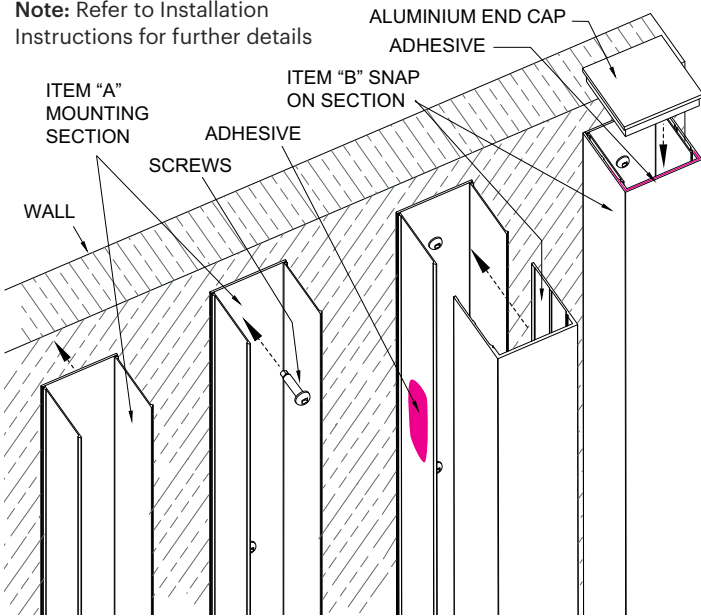 Note: Refer to Installation
Instructions for further details
ALUMINIUM END CAP
ADHESIVE
ITEM “B” SNAP
ON SECTION
ITEM “A”
MOUNTING
SECTION
ADHESIVE
SCREWS
WALL